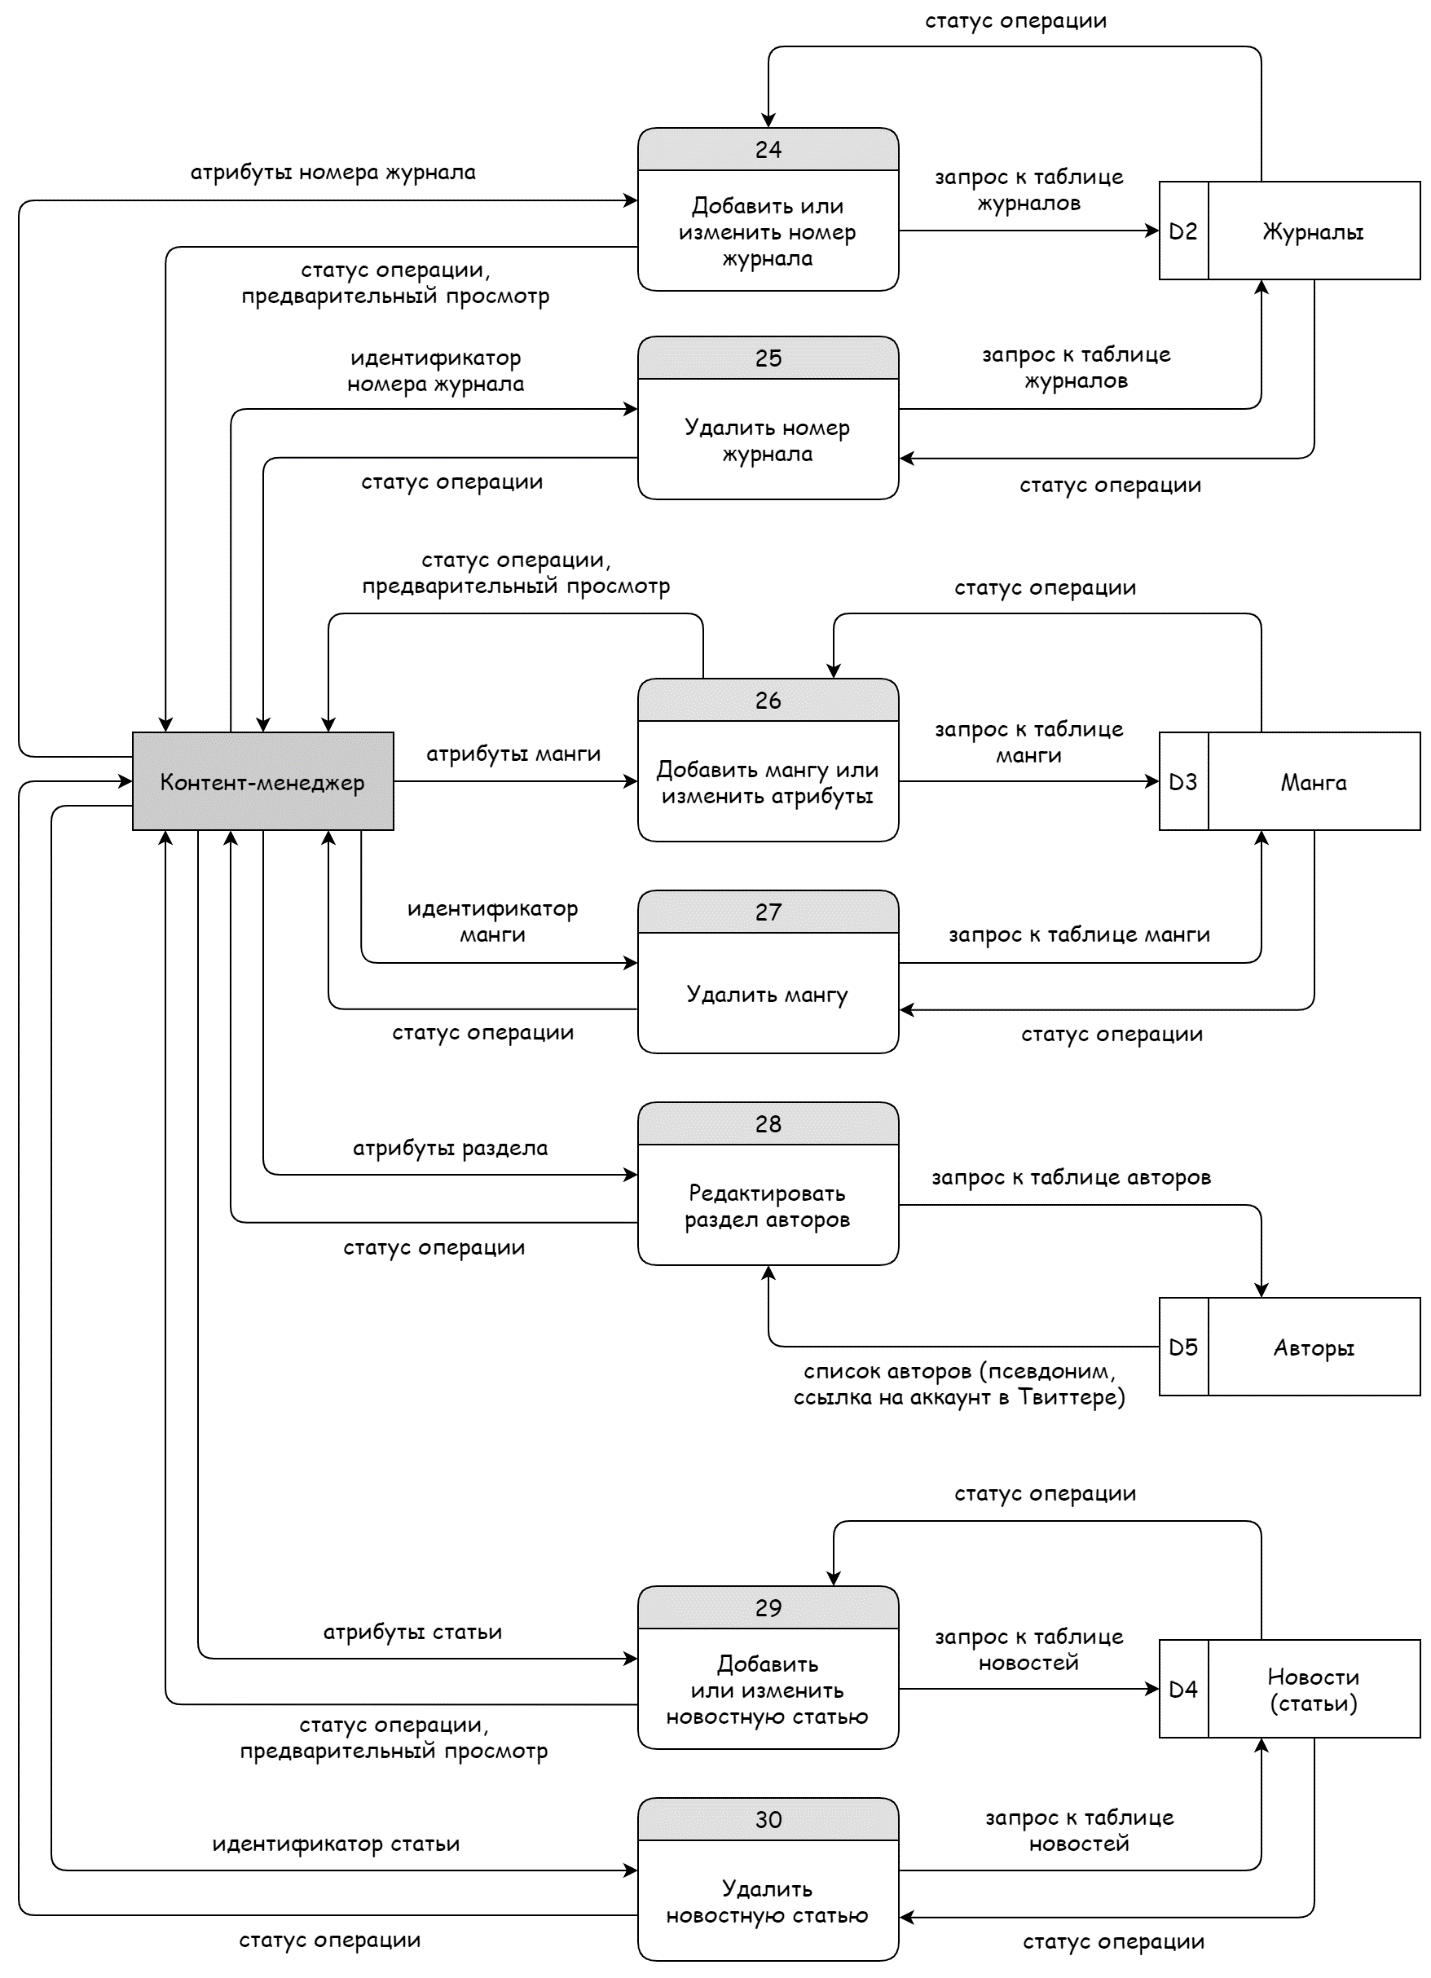 статус операции
24
атрибуты номера журнала
Добавить или
изменить номер
журнала
запрос к таблице
журналов
D2
Журналы
статус операции,
предварительный просмотр
идентификатор
номера журнала
25
Удалить номер
журнала
запрос к таблице
журналов
статус операции
статус операции
статус операции,
предварительный просмотр
статус операции
26
Контент-менеджер
атрибуты манги
Добавить мангу или
изменить атрибуты
запрос к таблице
манги
D3
Манга
идентификатор
манги
27
Удалить мангу
запрос к таблице манги
статус операции
статус операции
28
атрибуты раздела
Редактировать
раздел авторов
запрос к таблице авторов
статус операции
D5
Авторы
список авторов (псевдоним,
ссылка на аккаунт в Твиттере)
статус операции
29
атрибуты статьи
Добавить
или изменить
новостную статью
запрос к таблице
новостей
D4
Новости
(статьи)
статус операции,
предварительный просмотр
30
идентификатор статьи
Удалить
новостную статью
запрос к таблице
новостей
статус операции
статус операции